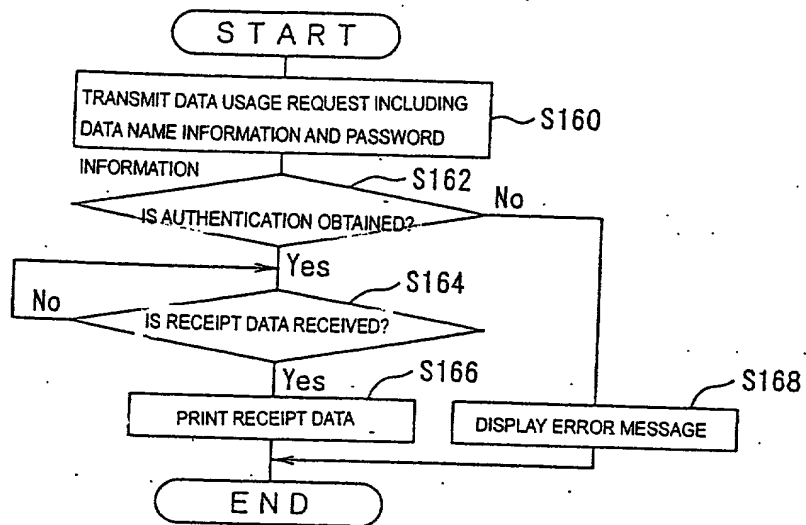 START
TRANSMIT DATA USAGE REQUEST INCLUDING
DATA NAME INFORMATION AND PASSWORD
INFORMATION
S160
S162
IS AUTHENTICATION OBTAINED?
No
Yes
S164
No
IS RECEIPT DATA RECEIVED?
Yes
S166
PRINT RECEIPT DATA
S168
DISPLAY ERROR MESSAGE
END